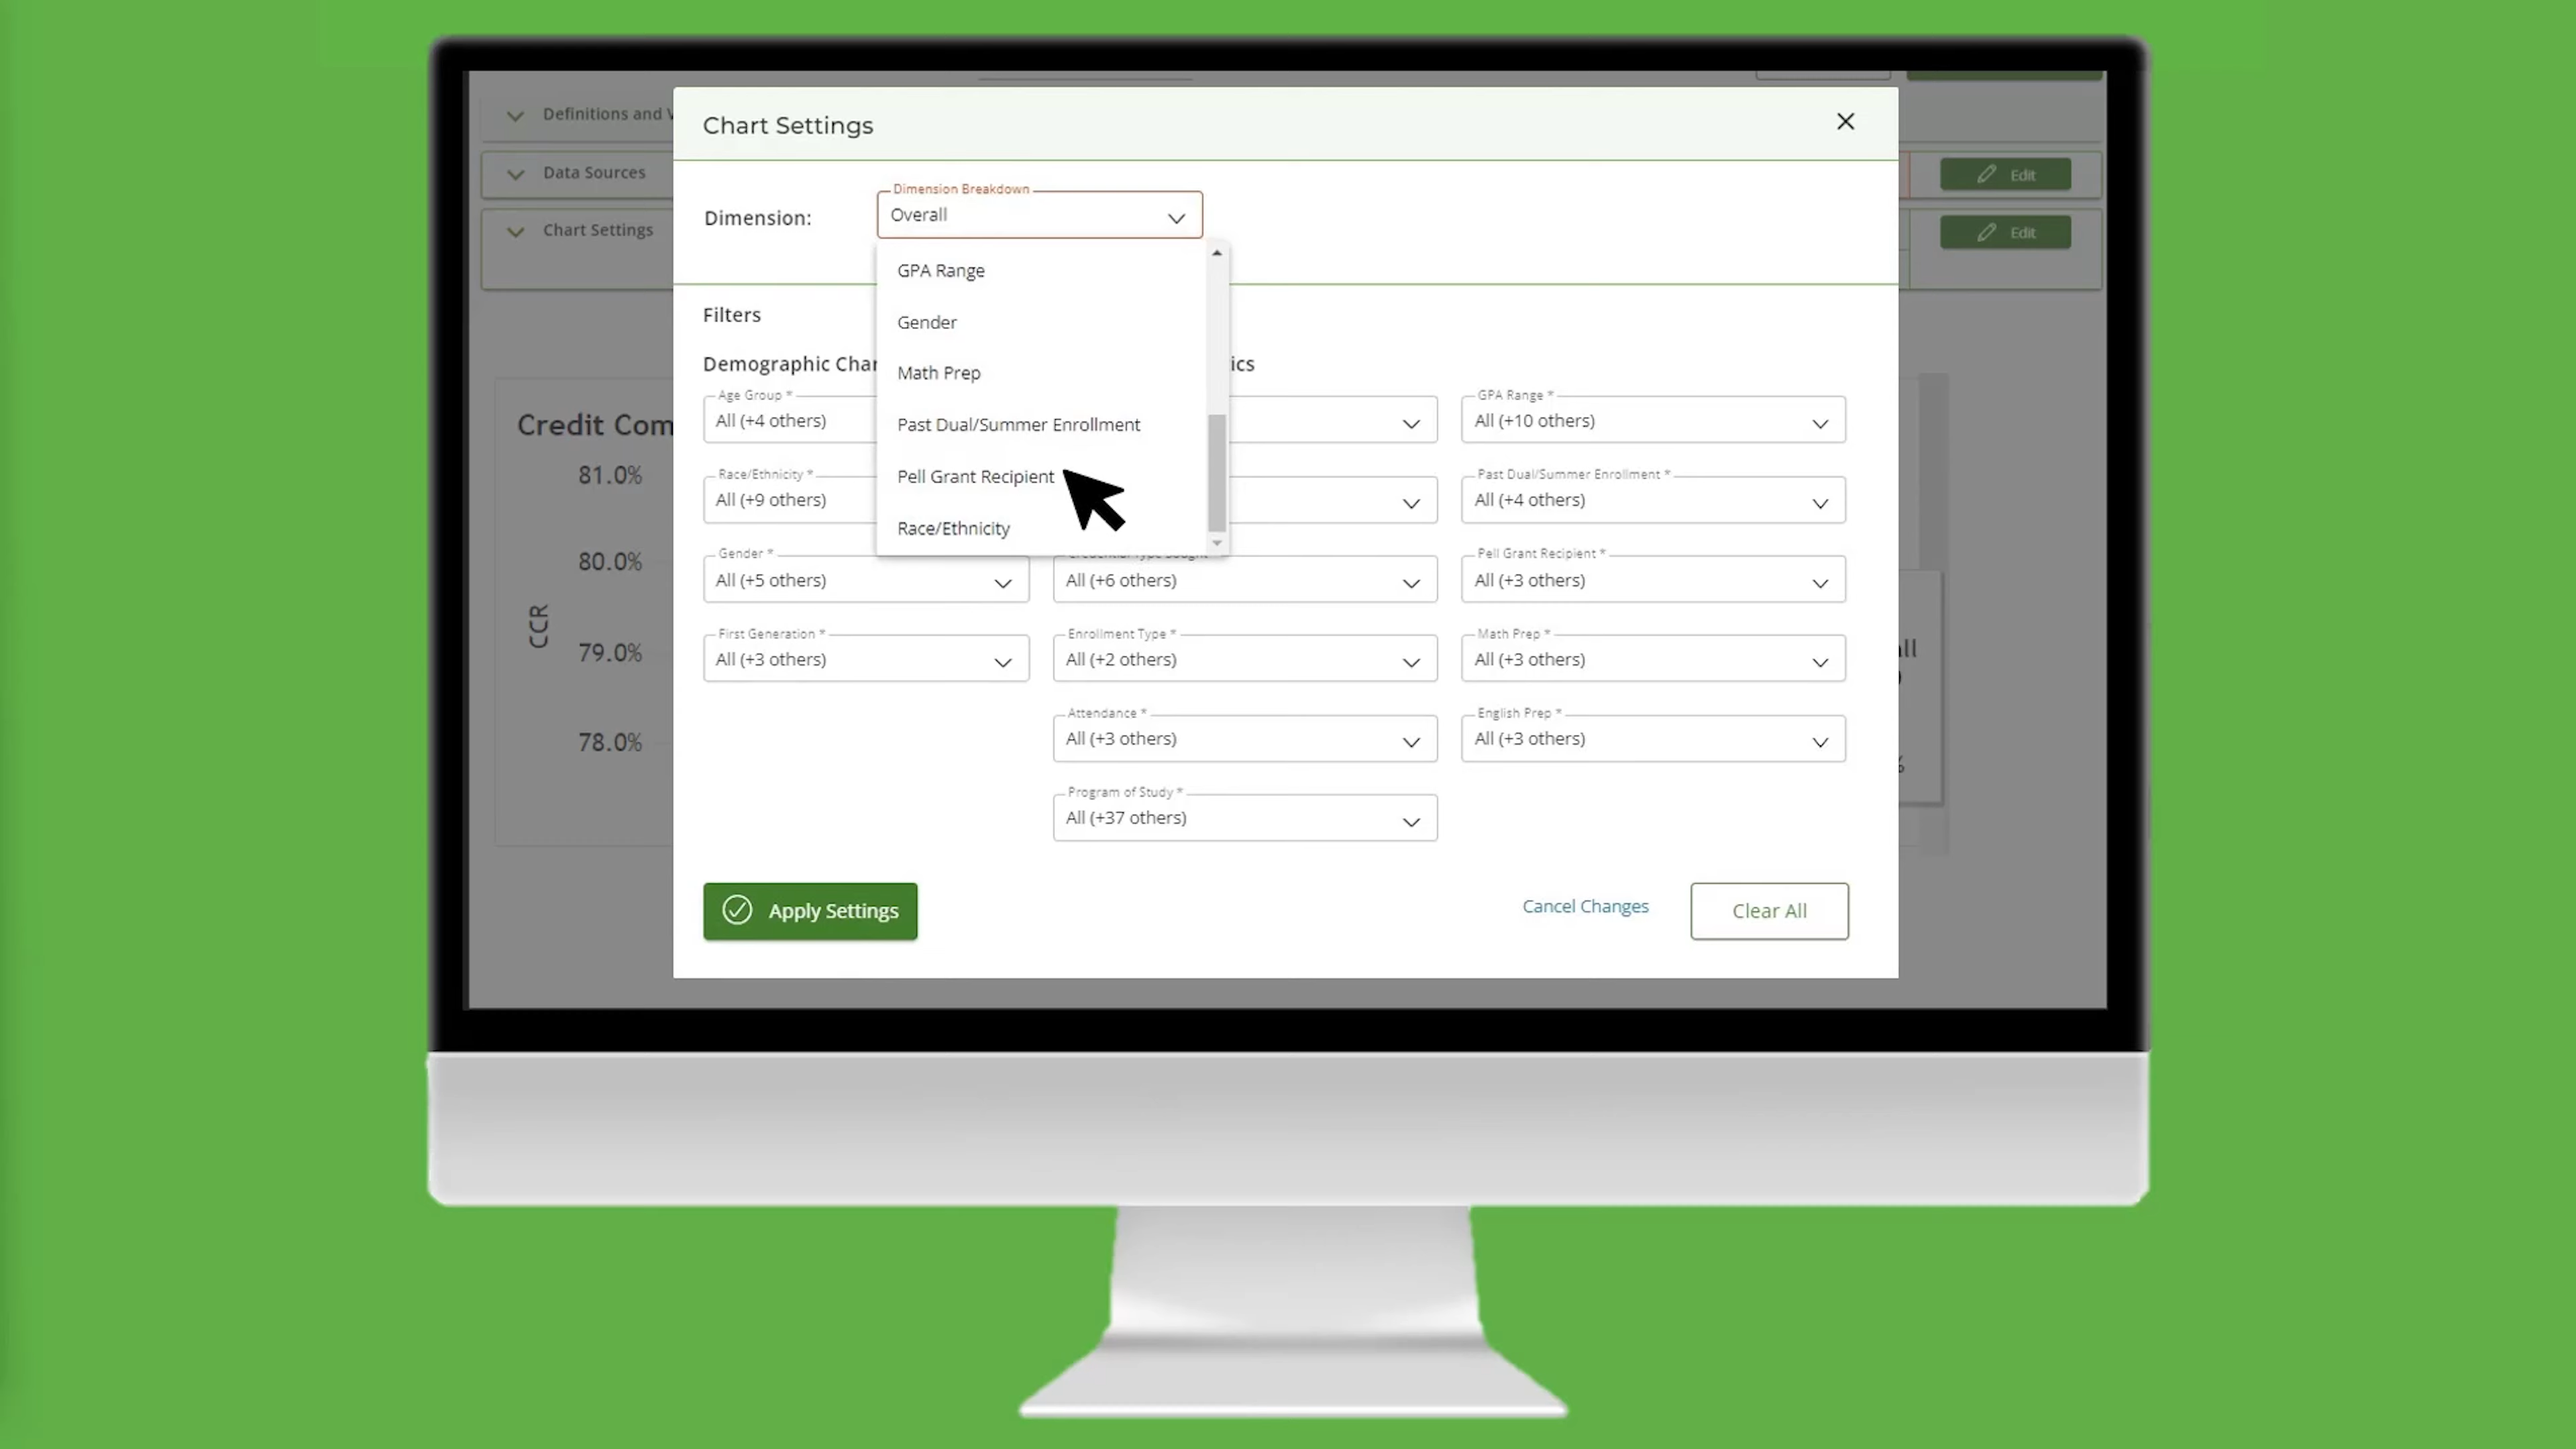 Definitions and
Data Sources
Edit
Chart Settings
Edit
Credit Com
81.0%
80.0%
79.0%
78.0%
CCR
Chart Settings
Dimension:
Dimension Breakdown
Overall
GPA Range
Gender
Math Prep
Past Dual/Summer Enrollment
Pell Grant Recipient
Race/Ethnicity
Filters
Demographic Char
ics
Age Group *
All (+4 others)
Race/Ethnicity *
All (+9 others)
Gender *
All (+5 others)
First Generation *
All (+3 others)
All (+6 others)
Enrollment Type *
All (+2 others)
Attendance *
All (+3 others)
Program of Study *
All (+37 others)
GPA Range *
All (+10 others)
Past Dual/Summer Enrollment *
All (+4 others)
Pell Grant Recipient *
All (+3 others)
Math Prep *
All (+3 others)
English Prep *
All (+3 others)
Apply Settings
Cancel Changes
Clear All